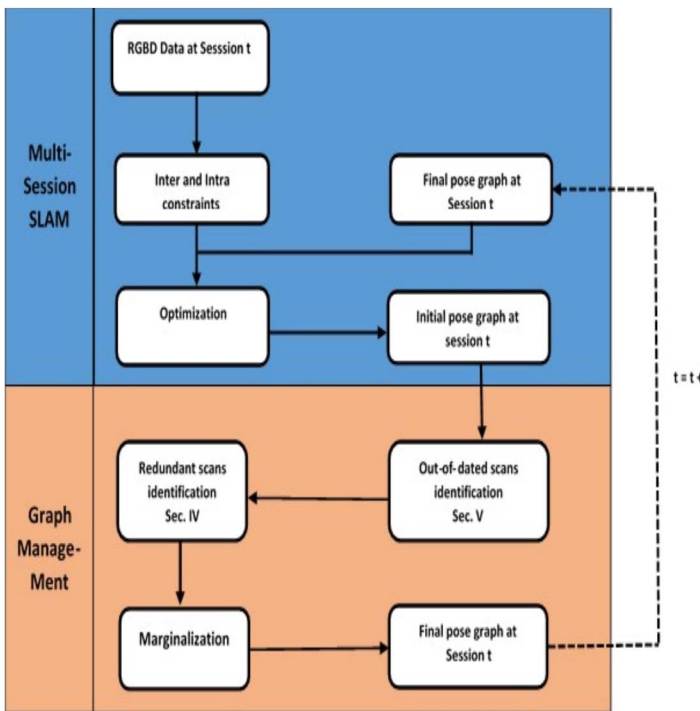 RGBD Data at Sesssion t
Multi-
Session
SLAM
Inter and Intra
constraints
Final pose graph at
Session t
Optimization
Initial pose graph at
session t
t = t +
Graph
Manage-
Ment
Redundant scans
identification
Sec. IV
Out-of-dated scans
identification
Sec. V
Marginalization
Final pose graph at
Session t